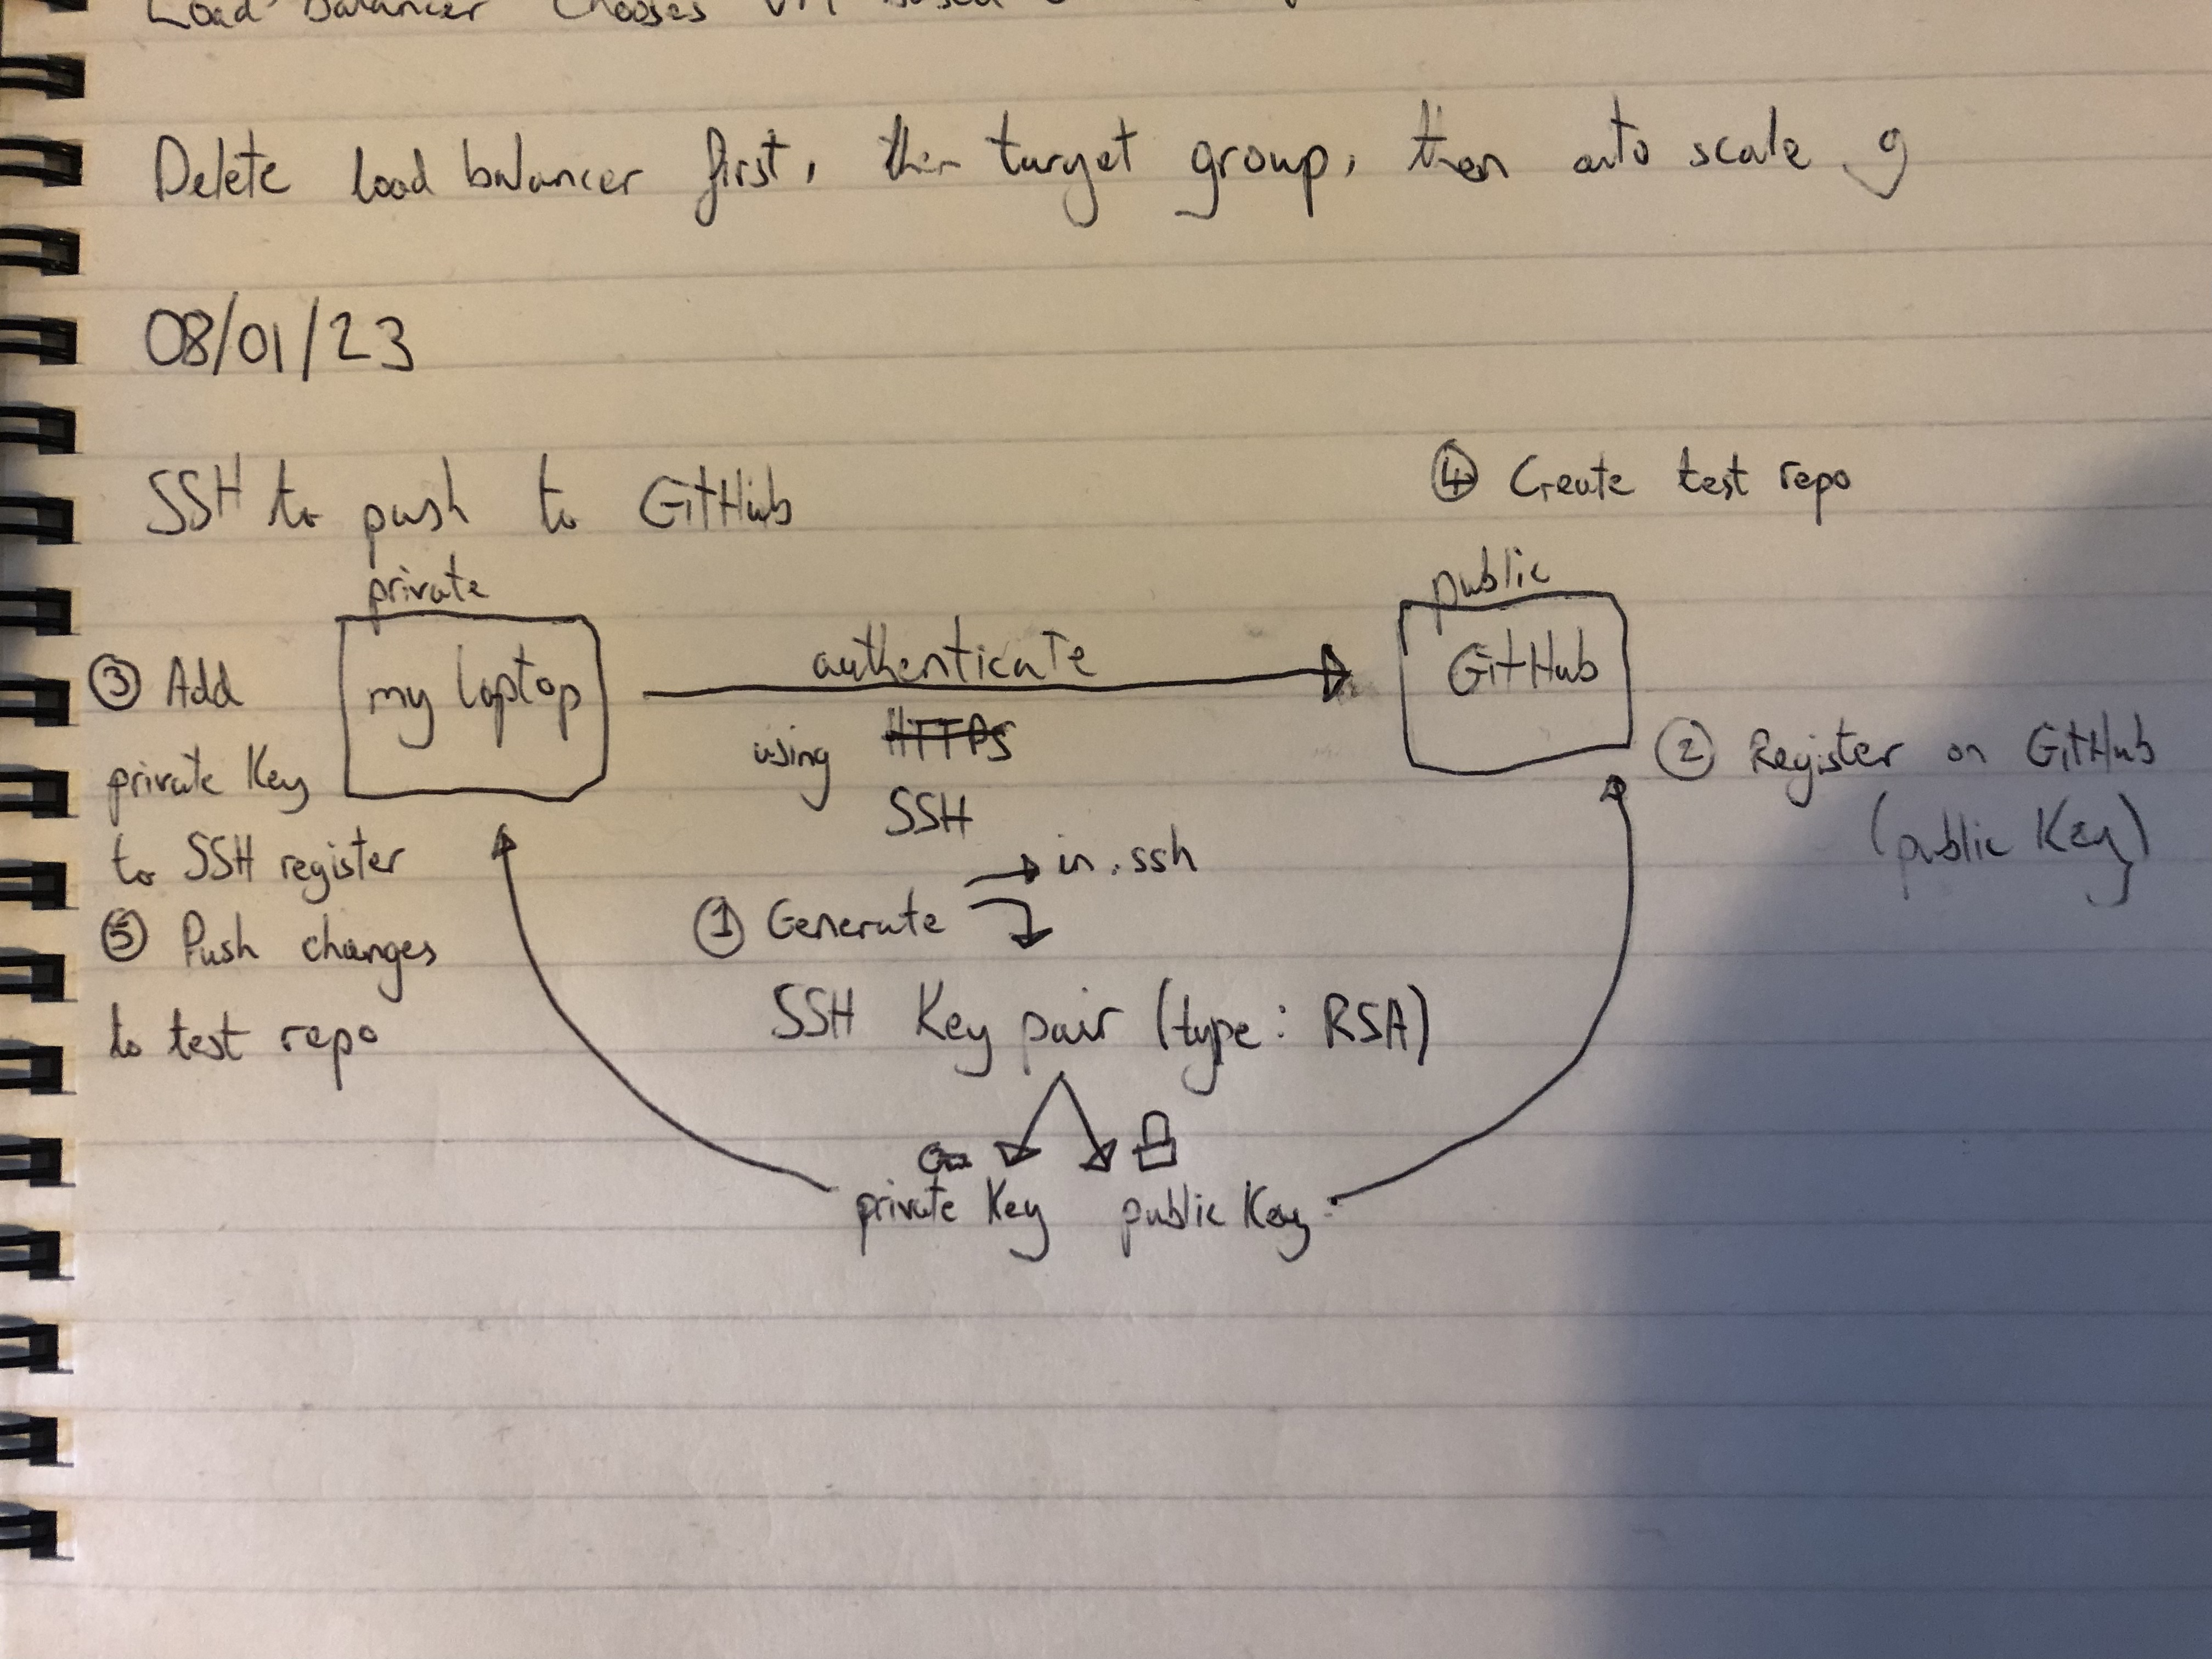 Load balancer chooses VM based
Delete load balancer first, then target group, then auto scale g
08/01/23
SSH to push to GitHub
④ Create test repo
private
public
my laptop
authenticate
GitHub
using HTTPS
SSH
③ Add
private Key
to SSH register
② Register on GitHub
(public Key)
① Generate → in .ssh
SSH Key pair (type: RSA)
⑤ Push changes
to test repo
private Key
public Key